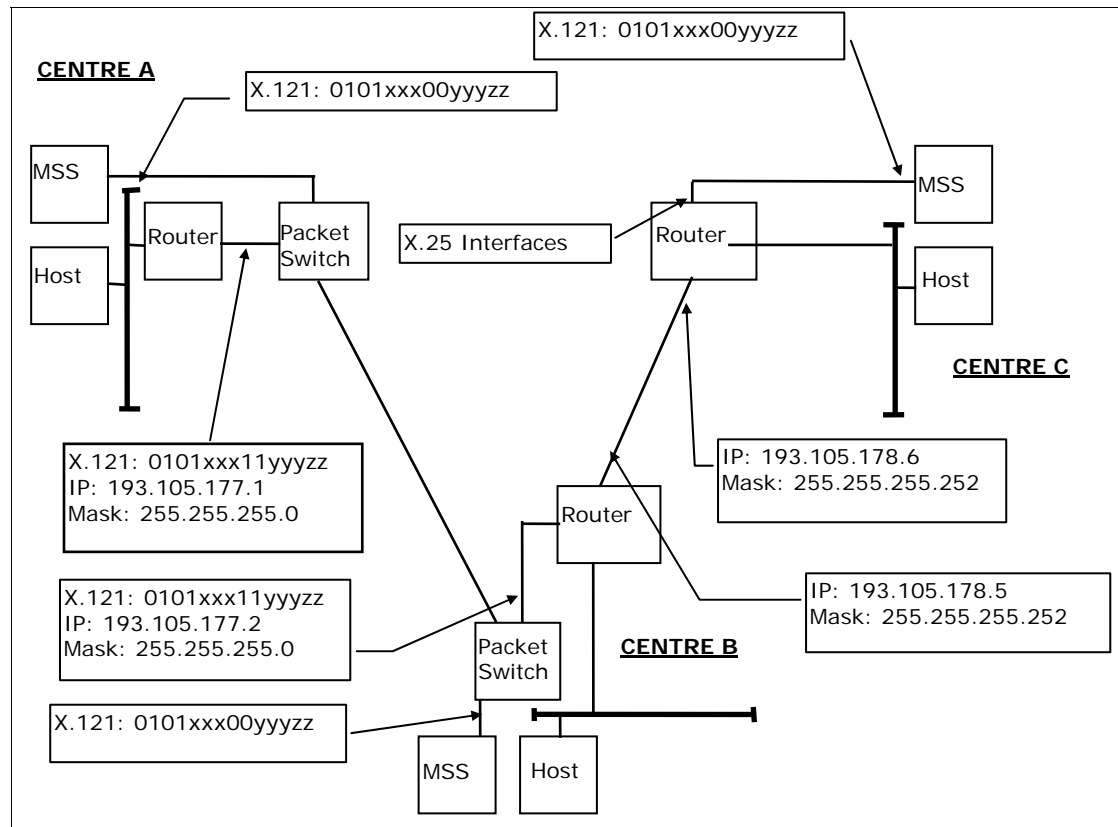 X.121: 0101xxx00yyyzz
CENTRE A
X.121: 0101xxx00yyyzz
MSS
MSS
Router
Packet
Switch
X.25 Interfaces
Router
Host
Host
CENTRE C
X.121: 0101xxx11yyyzz
IP: 193.105.177.1
Mask: 255.255.255.0
IP: 193.105.178.6
Mask: 255.255.255.252
Router
X.121: 0101xxx11yyyzz
IP: 193.105.177.2
Mask: 255.255.255.0
IP: 193.105.178.5
Mask: 255.255.255.252
Packet
Switch
CENTRE B
X.121: 0101xxx00yyyzz
MSS
Host